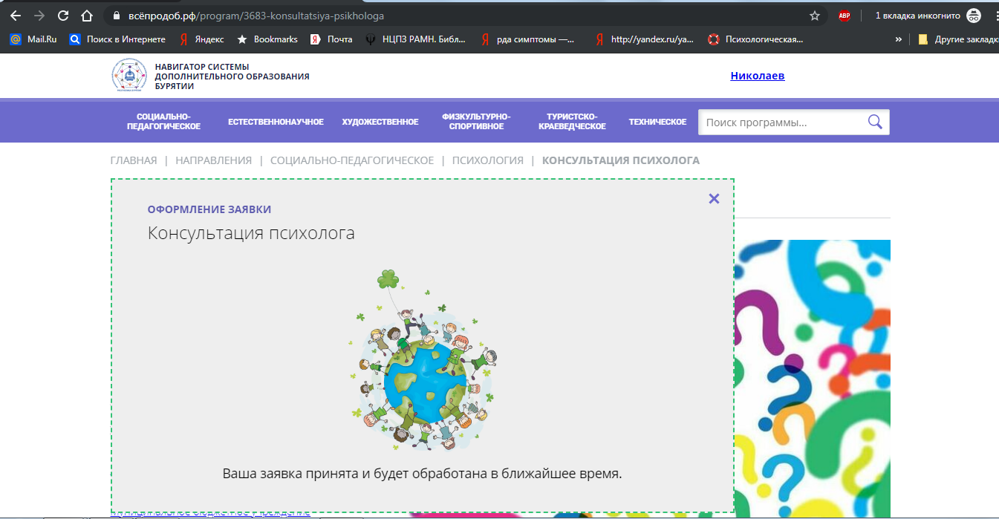 всёпродоб.рф/program/3683-konsultatsiya-psikhologa
ABP
1 вкладка инкогнито
Mail.Ru
Поиск в Интернете
Яндекс
Bookmarks
Почта
НЦПЗ РАМН. Библ...
рда симптомы —...
http://yandex.ru/ya...
Психологическая...
»
Другие закладк
НАВИГАТОР СИСТЕМЫ
ДОПОЛНИТЕЛЬНОГО ОБРАЗОВАНИЯ
БУРЯТИИ
Николаев
СОЦИАЛЬНО-
ПЕДАГОГИЧЕСКОЕ
ЕСТЕСТВЕННОНАУЧНОЕ
ХУДОЖЕСТВЕННОЕ
ФИЗКУЛЬТУРНО-
СПОРТИВНОЕ
ТУРИСТСКО-
КРАЕВЕДЧЕСКОЕ
ТЕХНИЧЕСКОЕ
Поиск программы...
ГЛАВНАЯ | НАПРАВЛЕНИЯ | СОЦИАЛЬНО-ПЕДАГОГИЧЕСКОЕ | ПСИХОЛОГИЯ | КОНСУЛЬТАЦИЯ ПСИХОЛОГА
ОФОРМЛЕНИЕ ЗАЯВКИ
Консультация психолога
Ваша заявка принята и будет обработана в ближайшее время.